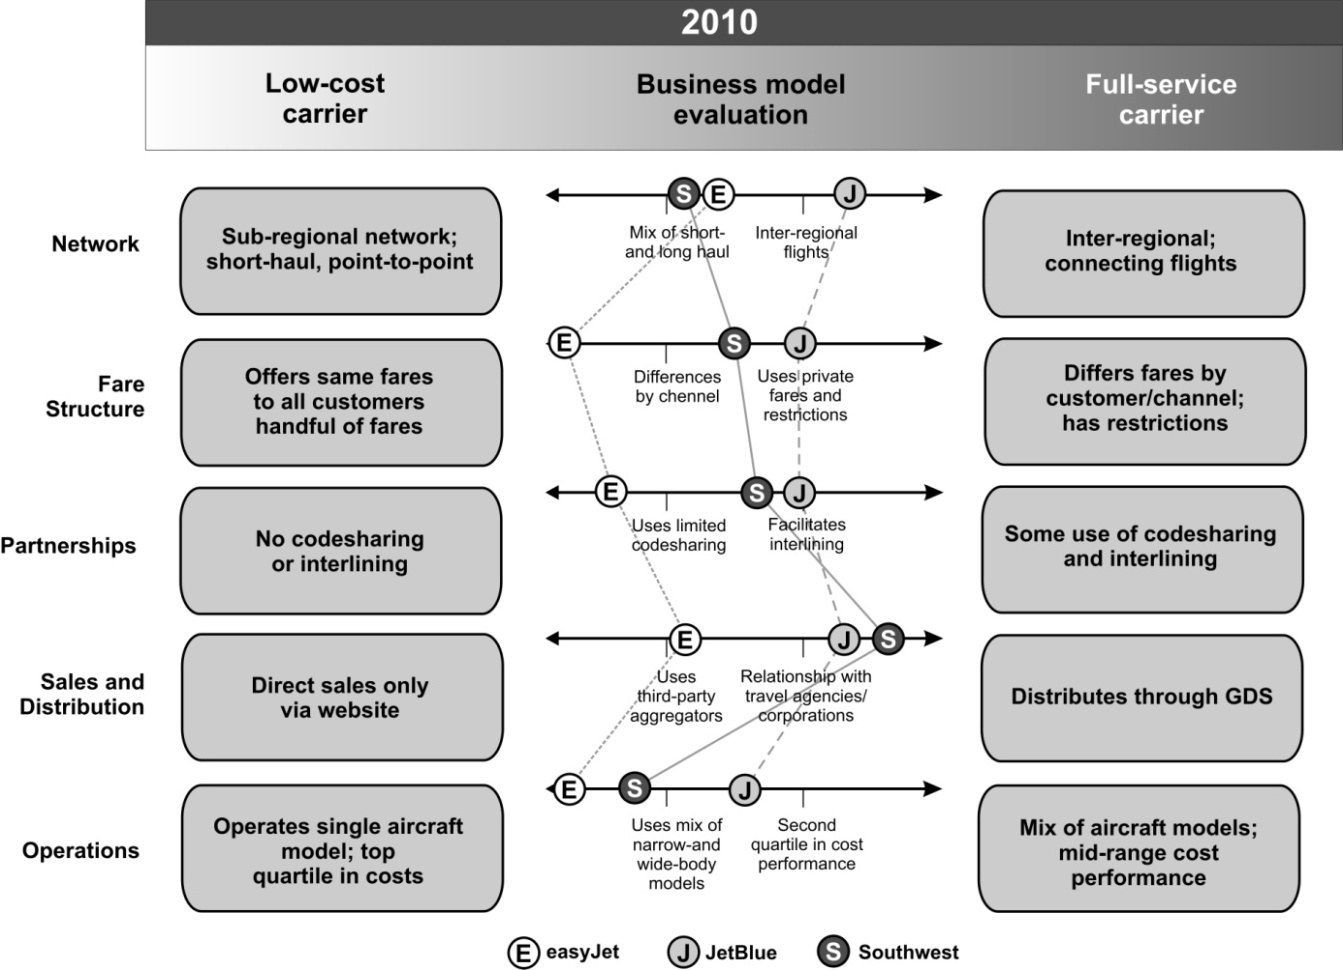 2010
Low-cost
carrier
Business model
evaluation
Full-service
carrier
Network
Sub-regional network;
short-haul, point-to-point
S E J
Mix of short-
and long haul
Inter-regional
flights
Inter-regional;
connecting flights
Fare
Structure
Offers same fares
to all customers
handful of fares
E S J
Differences
by chennel
Uses private
fares and
restrictions
Differs fares by
customer/channel;
has restrictions
Partnerships
No codesharing
or interlining
E S J
Uses limited
codesharing
Facilitates
interlining
Some use of codesharing
and interlining
Sales and
Distribution
Direct sales only
via website
E J S
Uses
third-party
aggregators
Relationship with
travel agencies/
corporations
Distributes through GDS
Operations
Operates single aircraft
model; top
quartile in costs
E S J
Uses mix of
narrow-and
wide-body
models
Second
quartile in cost
performance
Mix of aircraft models;
mid-range cost
performance
E easyJet J JetBlue S Southwest